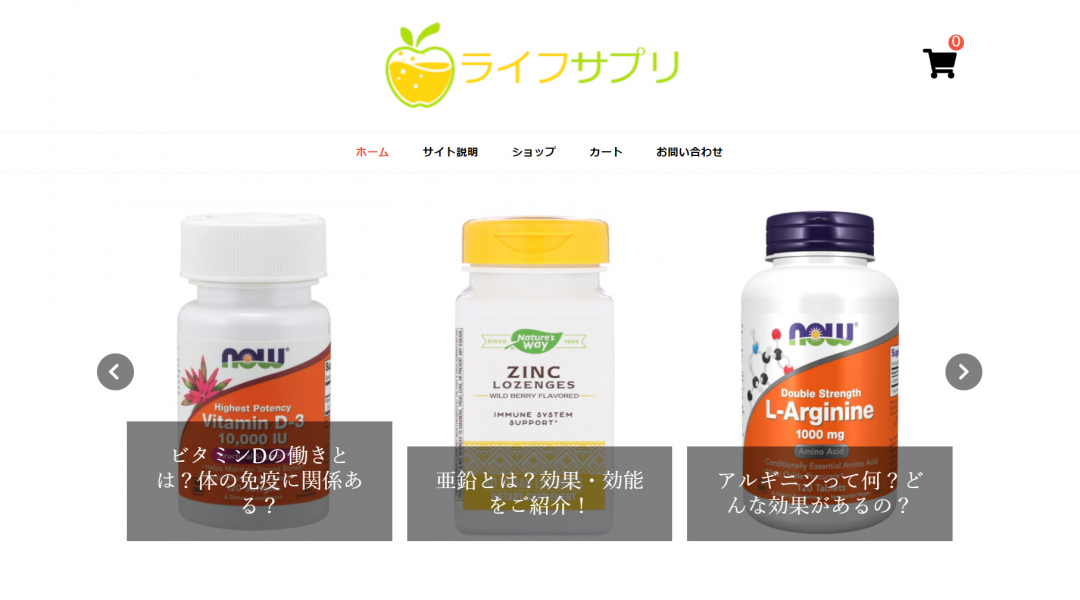 ライフサプリ
0
ホーム サイト説明 ショップ カート お問い合わせ
now
Highest Potency
Vitamin D-3
10,000 IU
ビタミンDの働きと
は？体の免疫に関係あ
る？
SINCE 1969
Nature's
way
ZINC
LOZENGES
WILD BERRY FLAVORED
IMMUNE SYSTEM
SUPPORT*
亜鉛とは？効果・効能
をご紹介！
now
Double Strength
L-Arginine
1000 mg
Amino Acid
*Conditionally Essential Amino Acid
120 Tablets
アルギニンって何？ど
んな効果があるの？